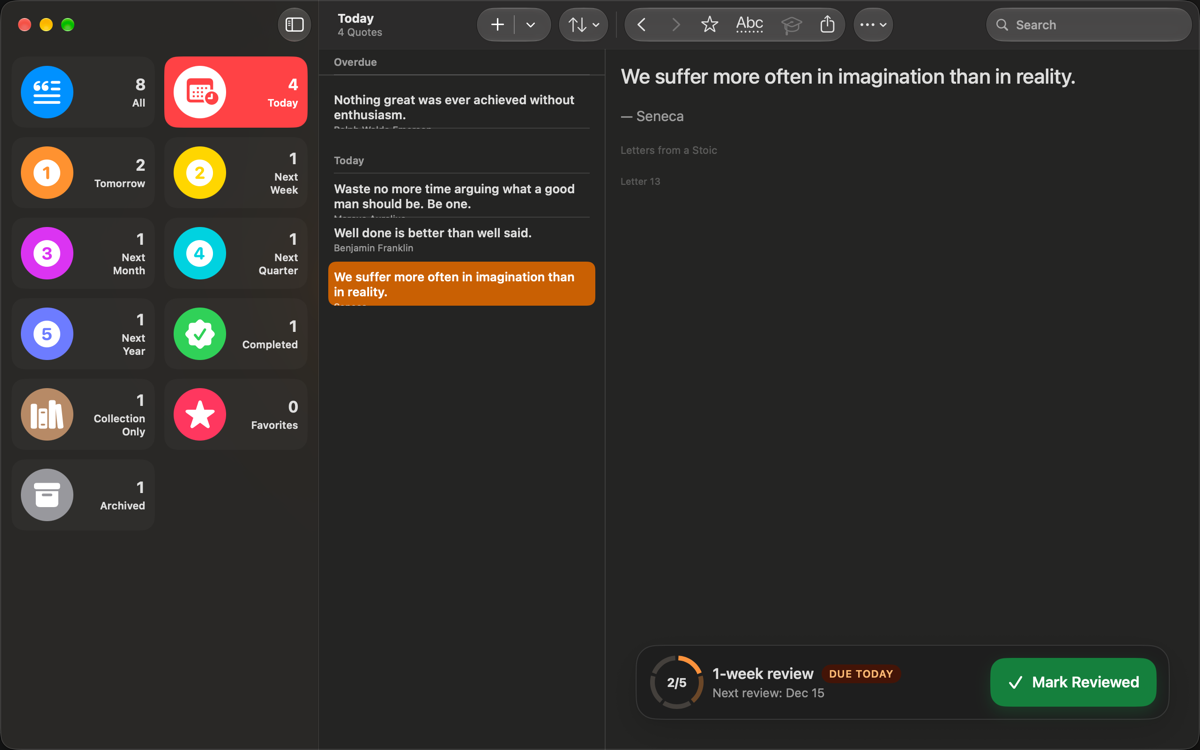 8
All
4
Today
1
2
Tomorrow
2
1
Next
Week
3
1
Next
Month
4
1
Next
Quarter
5
1
Next
Year
1
Completed
1
Collection
Only
0
Favorites
1
Archived
Today
4 Quotes
Abc
Search
Overdue
Nothing great was ever achieved without
enthusiasm.
Today
Waste no more time arguing what a good
man should be. Be one.
Well done is better than well said.
Benjamin Franklin
We suffer more often in imagination than
in reality.
We suffer more often in imagination than in reality.
— Seneca
Letters from a Stoic
Letter 13
2/5
1-week review DUE TODAY
Next review: Dec 15
Mark Reviewed